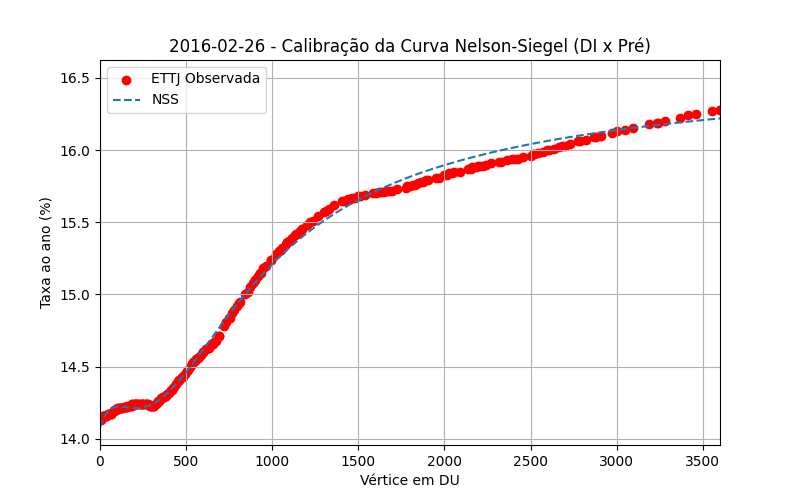 2016-02-26 - Calibração da Curva Nelson-Siegel (DI x Pré)
ETTJ Observada
NSS
Taxa ao ano (%)
16.5
16.0
15.5
15.0
14.5
14.0
0 500 1000 1500 2000 2500 3000 3500
Vértice em DU